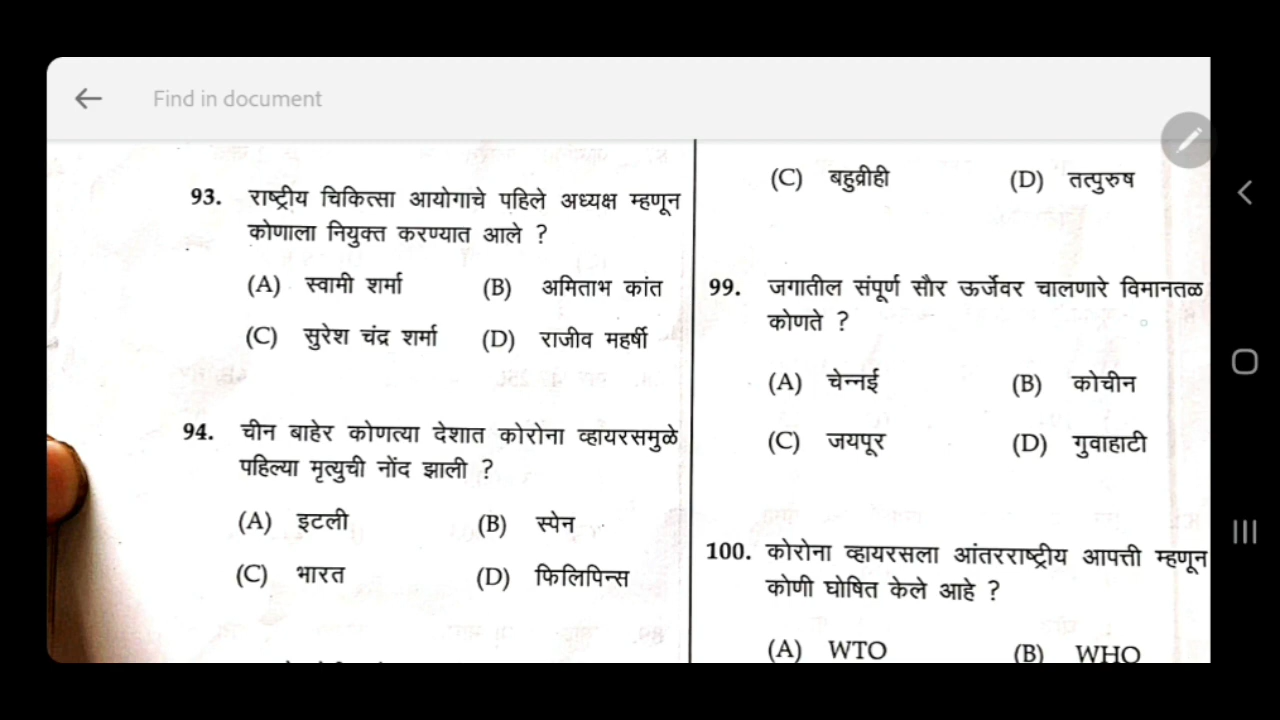 Find in document
93. राष्ट्रीय चिकित्सा आयोगाचे पहिले अध्यक्ष म्हणून
कोणाला नियुक्त करण्यात आले ?
(A) स्वामी शर्मा (B) अमिताभ कांत
(C) सुरेश चंद्र शर्मा (D) राजीव महर्षी
94. चीन बाहेर कोणत्या देशात कोरोना व्हायरसमुळे
पहिल्या मृत्युची नोंद झाली ?
(A) इटली (B) स्पेन
(C) भारत (D) फिलिपिन्स
(C) बहुव्रीही (D) तत्पुरुष
99. जगातील संपूर्ण सौर ऊर्जेवर चालणारे विमानतळ
कोणते ?
(A) चेन्नई (B) कोचीन
(C) जयपूर (D) गुवाहाटी
100. कोरोना व्हायरसला आंतरराष्ट्रीय आपत्ती म्हणून
कोणी घोषित केले आहे ?
(A) WTO (B) WHO